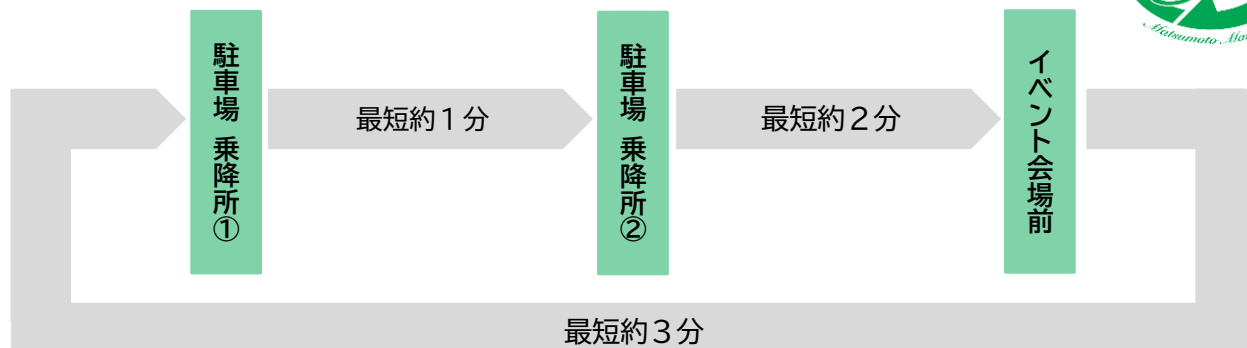 駐車場 乗降所①
最短約１分
駐車場 乗降所②
最短約２分
イベント会場前
最短約３分
Matsumoto